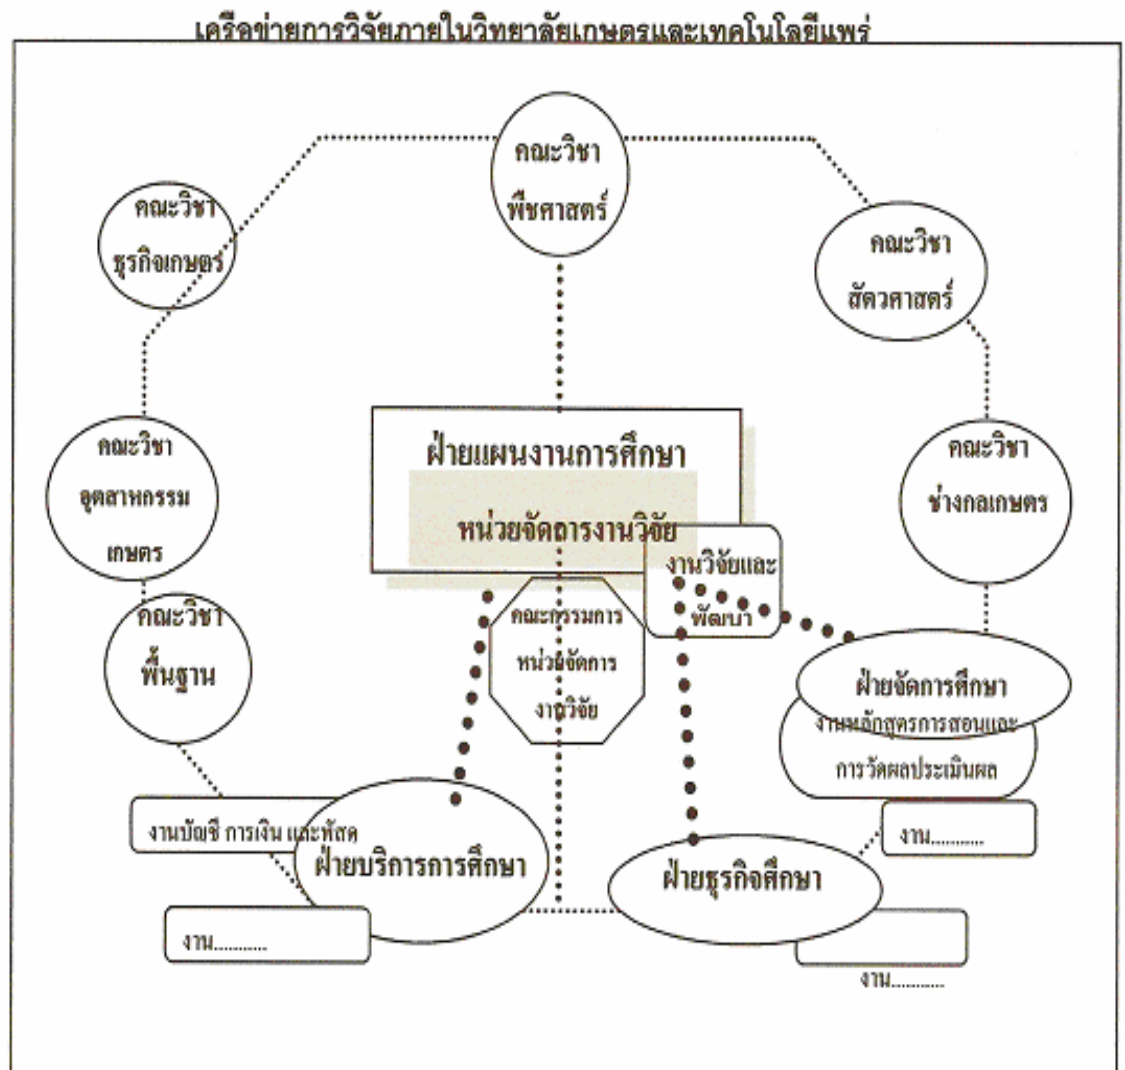 เครือข่ายการวิจัยภายในวิทยาลัยเกษตรและเทคโนโลยีแพร่
คณะวิชา
พืชศาสตร์
คณะวิชา
ธุรกิจเกษตร์
คณะวิชา
สัตวศาสตร์
คณะวิชา
อุตสาหกรรม
เกษตร
ฝ่ายแผนงานการศึกษา
หน่วยจัดการงานวิจัย
คณะวิชา
ช่างกลเกษตร
งานวิจัยและ
พัฒนา
คณะวิชา
พื้นฐาน
คณะกรรมการ
หน่วยจัดการ
งานวิจัย
ฝ่ายจัดการศึกษา
งานหลักสูตรการสอนและ
การวัดผลประเมินผล
งานบัญชี การเงิน และพัสดุ
ฝ่ายบริการการศึกษา
งาน...........
ฝ่ายธุรกิจศึกษา
งาน...........
งาน...........